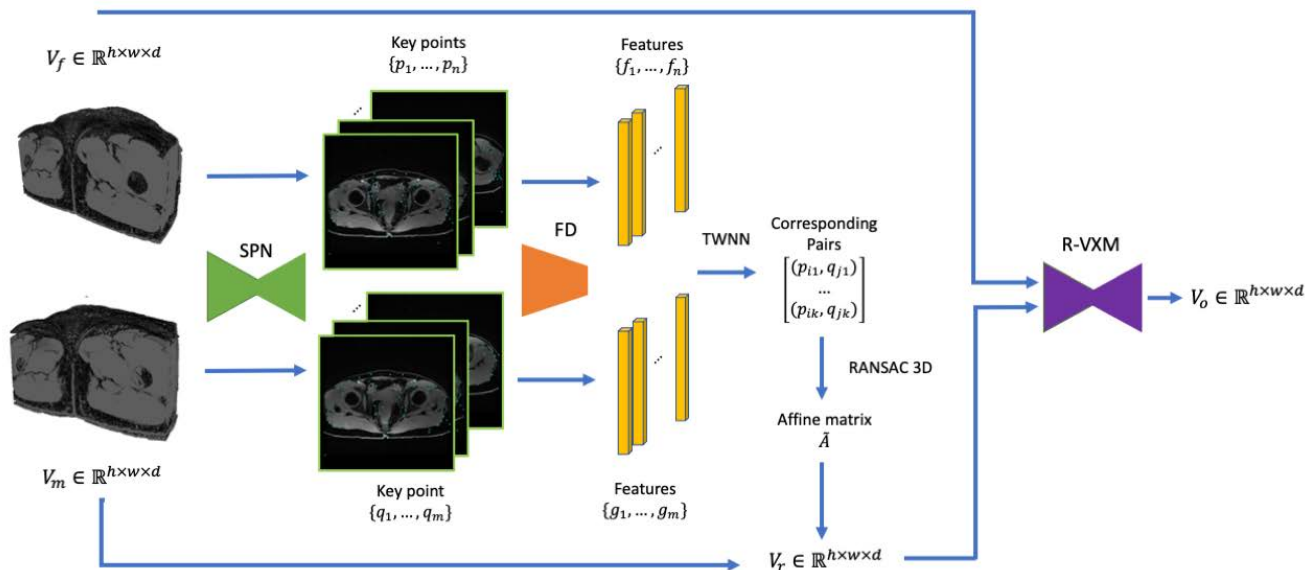 V_f ∈ ℝ^{h×w×d}
Key points
{p_1, … , p_n}
Features
{f_1, … , f_n}
...
...
SPN
FD
TWNN
Corresponding
Pairs
[(p_{i1}, q_{j1})
…
(p_{ik}, q_{jk})]
R-VXM
V_o ∈ ℝ^{h×w×d}
...
...
RANSAC 3D
Affine matrix
Ã
V_m ∈ ℝ^{h×w×d}
Key point
{q_1, … , q_m}
Features
{g_1, … , g_m}
V_r ∈ ℝ^{h×w×d}